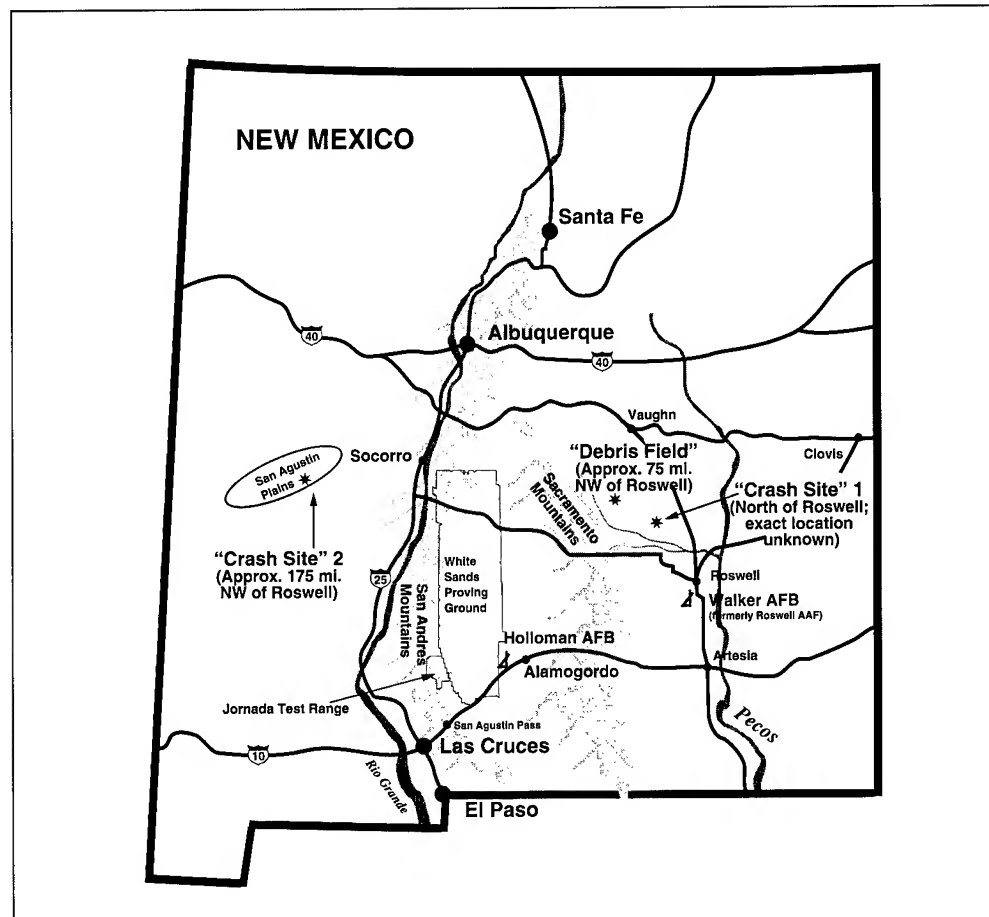 NEW MEXICO
Santa Fe
40
Albuquerque
40
Vaughn
Clovis
"Debris Field"
(Approx. 75 mi.
NW of Roswell)
Socorro
San Agustin
Plains
Sacramento
Mountains
"Crash Site" 1
(North of Roswell;
exact location
unknown)
"Crash Site" 2
(Approx. 175 mi.
NW of Roswell)
25
San Andres
Mountains
White
Sands
Proving
Ground
Roswell
Walker AFB
(formerly Roswell AAF)
Holloman AFB
Alamogordo
Artesia
Jornada Test Range
San Agustin Pass
Pecos
10
Las Cruces
Rio Grande
El Paso